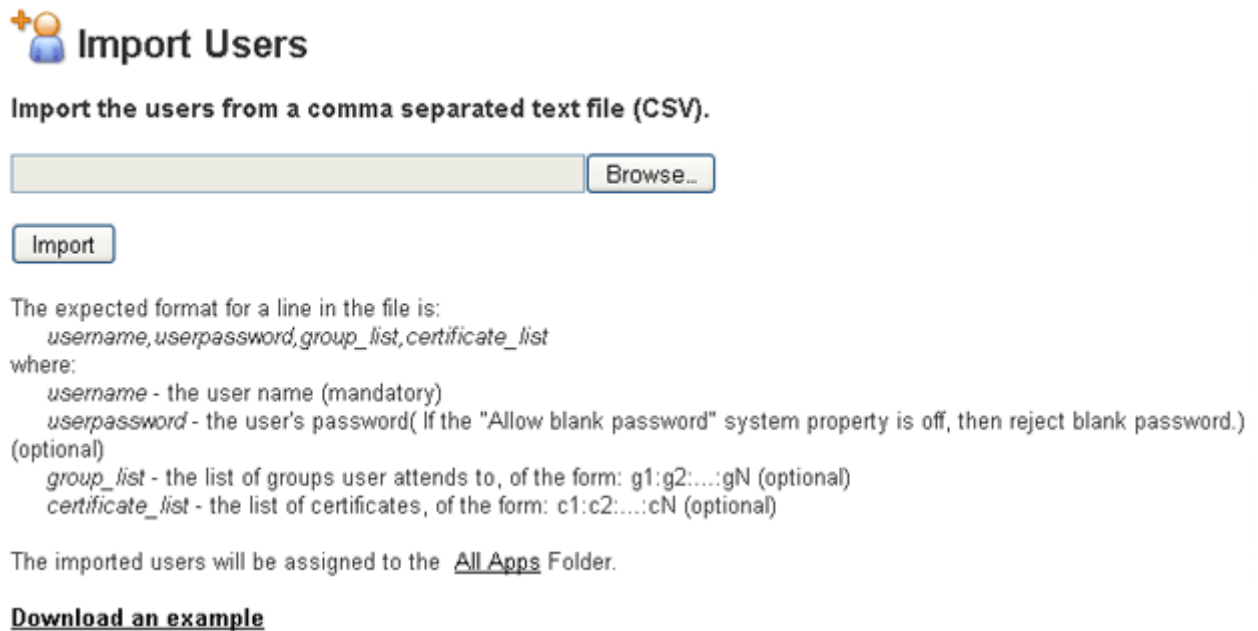 Import Users
Import the users from a comma separated text file (CSV).
Browse...
Import
The expected format for a line in the file is:
username,userpassword,group_list,certificate_list
where:
username - the user name (mandatory)
userpassword - the user's password( If the "Allow blank password" system property is off, then reject blank password.)
(optional)
group_list - the list of groups user attends to, of the form: g1:g2:...:gN (optional)
certificate_list - the list of certificates, of the form: c1:c2:...:cN (optional)
The imported users will be assigned to the All Apps Folder.
Download an example